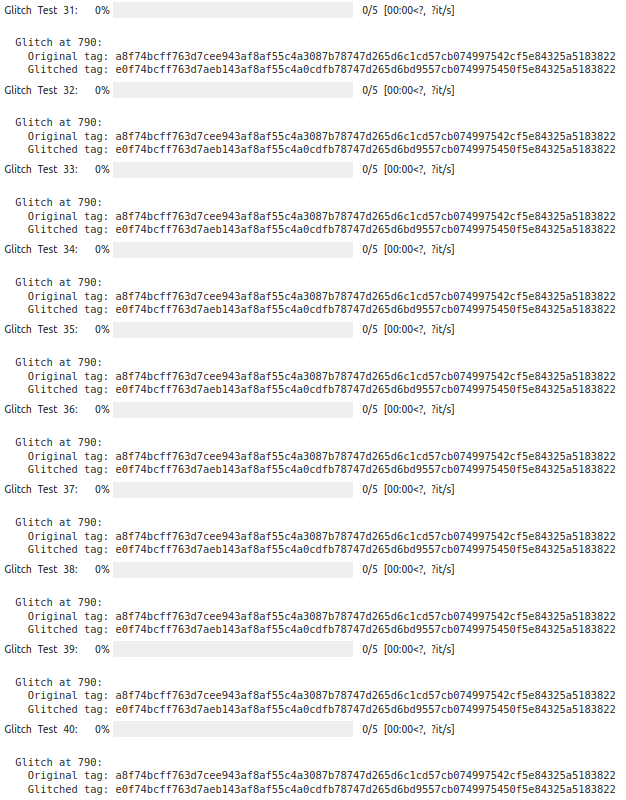 Glitch Test 31: 0% 0/5 [00:00<?, ?it/s]
Glitch at 790:
Original tag: a8f74bcff763d7cee943af8af55c4a3087b78747d265d6c1cd57cb074997542cf5e84325a5183822
Glitched tag: e0f74bcff763d7aeb143af8af55c4a0cdfb78747d265d6bd9557cb0749975450f5e84325a5183822
Glitch Test 32: 0% 0/5 [00:00<?, ?it/s]
Glitch at 790:
Original tag: a8f74bcff763d7cee943af8af55c4a3087b78747d265d6c1cd57cb074997542cf5e84325a5183822
Glitched tag: e0f74bcff763d7aeb143af8af55c4a0cdfb78747d265d6bd9557cb0749975450f5e84325a5183822
Glitch Test 33: 0% 0/5 [00:00<?, ?it/s]
Glitch at 790:
Original tag: a8f74bcff763d7cee943af8af55c4a3087b78747d265d6c1cd57cb074997542cf5e84325a5183822
Glitched tag: e0f74bcff763d7aeb143af8af55c4a0cdfb78747d265d6bd9557cb0749975450f5e84325a5183822
Glitch Test 34: 0% 0/5 [00:00<?, ?it/s]
Glitch at 790:
Original tag: a8f74bcff763d7cee943af8af55c4a3087b78747d265d6c1cd57cb074997542cf5e84325a5183822
Glitched tag: e0f74bcff763d7aeb143af8af55c4a0cdfb78747d265d6bd9557cb0749975450f5e84325a5183822
Glitch Test 35: 0% 0/5 [00:00<?, ?it/s]
Glitch at 790:
Original tag: a8f74bcff763d7cee943af8af55c4a3087b78747d265d6c1cd57cb074997542cf5e84325a5183822
Glitched tag: e0f74bcff763d7aeb143af8af55c4a0cdfb78747d265d6bd9557cb0749975450f5e84325a5183822
Glitch Test 36: 0% 0/5 [00:00<?, ?it/s]
Glitch at 790:
Original tag: a8f74bcff763d7cee943af8af55c4a3087b78747d265d6c1cd57cb074997542cf5e84325a5183822
Glitched tag: e0f74bcff763d7aeb143af8af55c4a0cdfb78747d265d6bd9557cb0749975450f5e84325a5183822
Glitch Test 37: 0% 0/5 [00:00<?, ?it/s]
Glitch at 790:
Original tag: a8f74bcff763d7cee943af8af55c4a3087b78747d265d6c1cd57cb074997542cf5e84325a5183822
Glitched tag: e0f74bcff763d7aeb143af8af55c4a0cdfb78747d265d6bd9557cb0749975450f5e84325a5183822
Glitch Test 38: 0% 0/5 [00:00<?, ?it/s]
Glitch at 790:
Original tag: a8f74bcff763d7cee943af8af55c4a3087b78747d265d6c1cd57cb074997542cf5e84325a5183822
Glitched tag: e0f74bcff763d7aeb143af8af55c4a0cdfb78747d265d6bd9557cb0749975450f5e84325a5183822
Glitch Test 39: 0% 0/5 [00:00<?, ?it/s]
Glitch at 790:
Original tag: a8f74bcff763d7cee943af8af55c4a3087b78747d265d6c1cd57cb074997542cf5e84325a5183822
Glitched tag: e0f74bcff763d7aeb143af8af55c4a0cdfb78747d265d6bd9557cb0749975450f5e84325a5183822
Glitch Test 40: 0% 0/5 [00:00<?, ?it/s]
Glitch at 790:
Original tag: a8f74bcff763d7cee943af8af55c4a3087b78747d265d6c1cd57cb074997542cf5e84325a5183822
Glitched tag: e0f74bcff763d7aeb143af8af55c4a0cdfb78747d265d6bd9557cb0749975450f5e84325a5183822